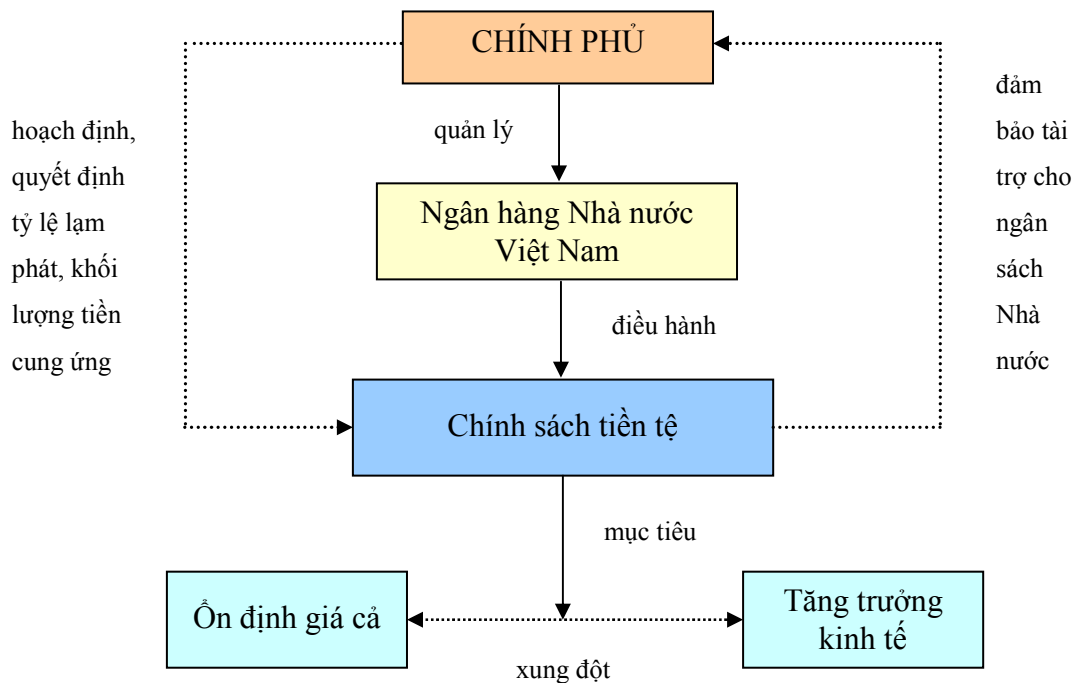 CHÍNH PHỦ
hoạch định,
quyết định
tỷ lệ lạm
phát, khối
lượng tiền
cung ứng
quản lý
đảm
bảo tài
trợ cho
ngân
sách
Nhà
nước
Ngân hàng Nhà nước
Việt Nam
điều hành
Chính sách tiền tệ
mục tiêu
Ổn định giá cả
Tăng trưởng
kinh tế
xung đột